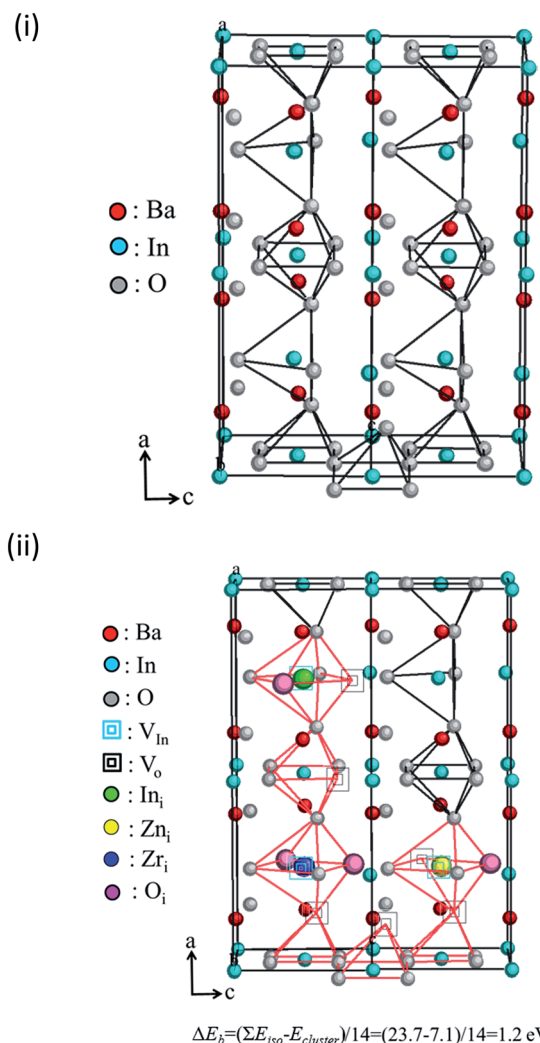 (i)
a
: Ba
: In
: O
c
a
b
c
(ii)
a
: Ba
: In
: O
: V_In
: V_o
: In_i
: Zn_i
: Zr_i
: O_i
a
c
ΔE_b=(ΣE_iso-E_cluster)/14=(23.7-7.1)/14=1.2 eV